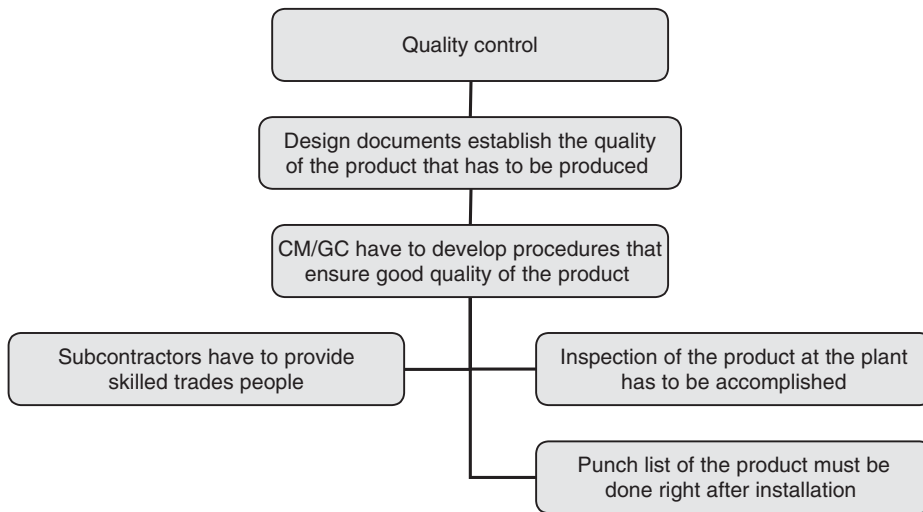 Quality control
Design documents establish the quality
of the product that has to be produced
CM/GC have to develop procedures that
ensure good quality of the product
Subcontractors have to provide
skilled trades people
Inspection of the product at the plant
has to be accomplished
Punch list of the product must be
done right after installation